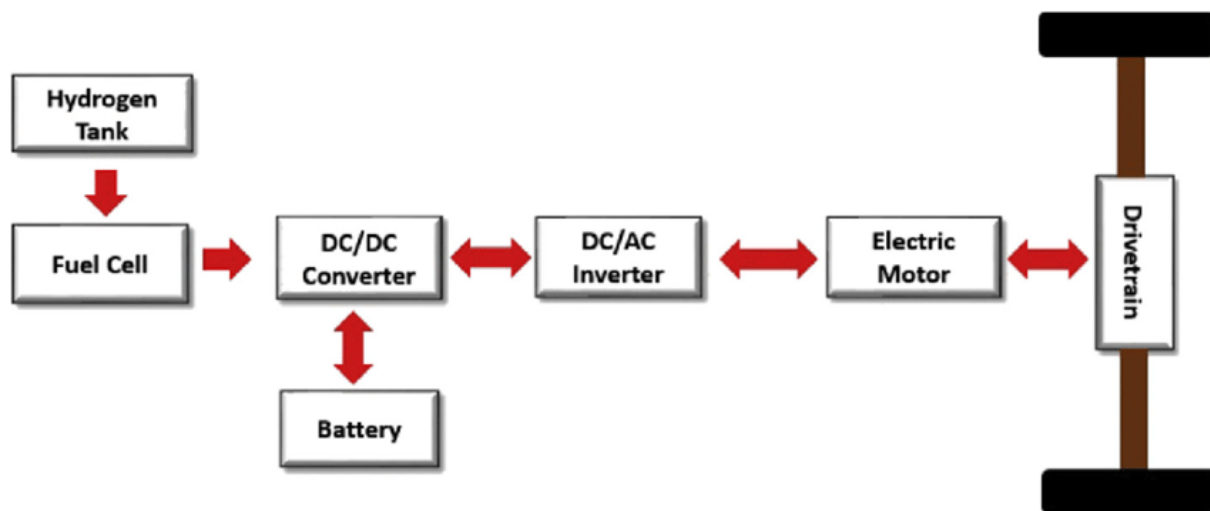 Hydrogen
Tank
Fuel Cell
DC/DC
Converter
Battery
DC/AC
Inverter
Electric
Motor
Drivetrain